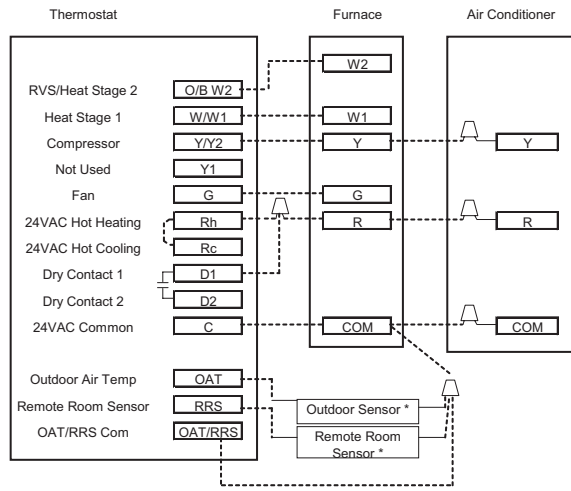 Thermostat Furnace Air Conditioner
W2
RVS/Heat Stage 2 O/B W2
Heat Stage 1 W/W1 W1
Compressor Y/Y2 Y Y
Not Used Y1
Fan G G
24VAC Hot Heating Rh R R
24VAC Hot Cooling Rc
Dry Contact 1 D1
Dry Contact 2 D2
24VAC Common C COM COM
Outdoor Air Temp OAT
Outdoor Sensor *
Remote Room Sensor RRS
OAT/RRS Com OAT/RRS
Remote Room
Sensor *